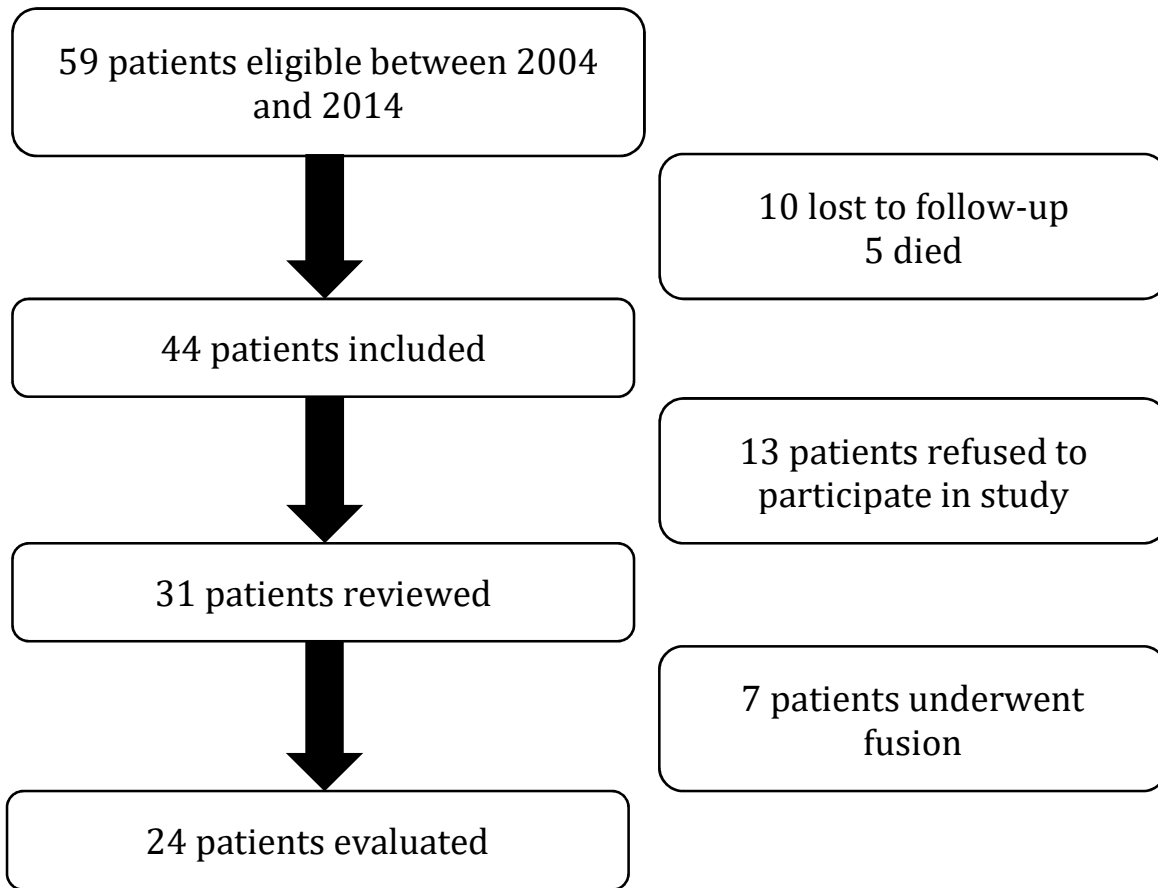 59 patients eligible between 2004
and 2014
10 lost to follow-up
5 died
44 patients included
13 patients refused to
participate in study
31 patients reviewed
7 patients underwent
fusion
24 patients evaluated